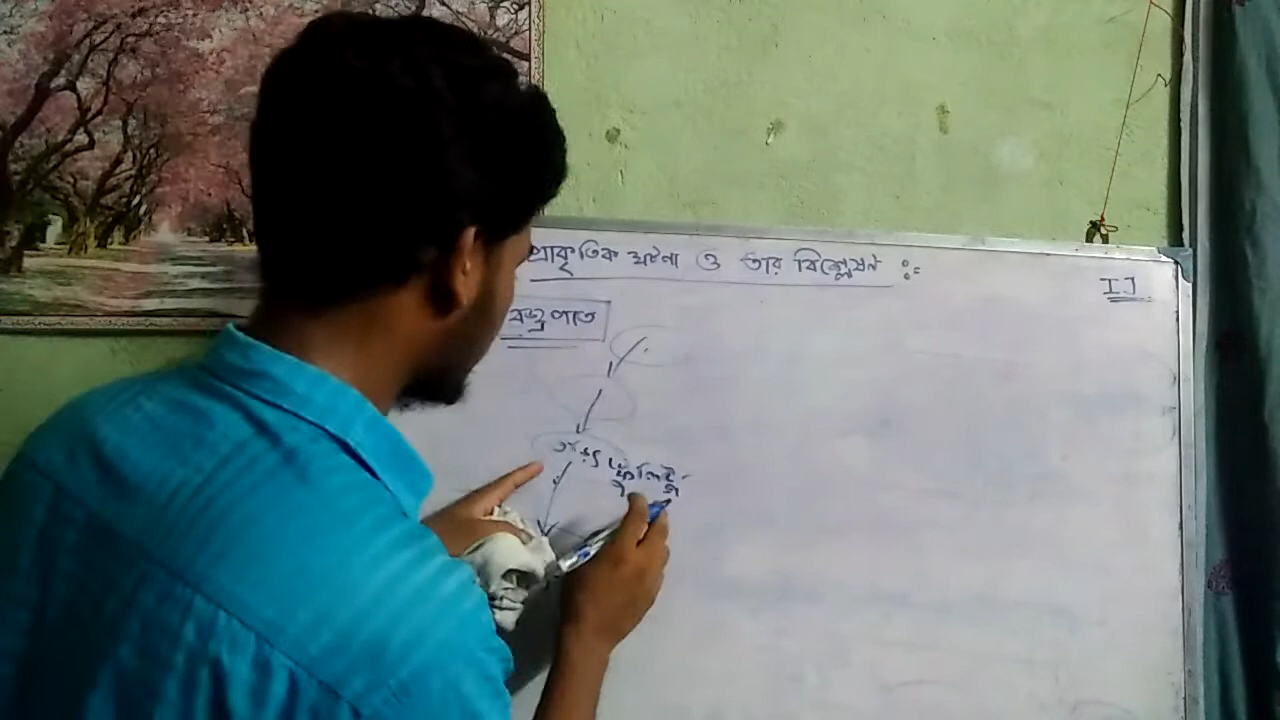 প্রাকৃতিক ঘটনা ও তার বিশ্লেষণ :-
IJ
বজ্রপাত